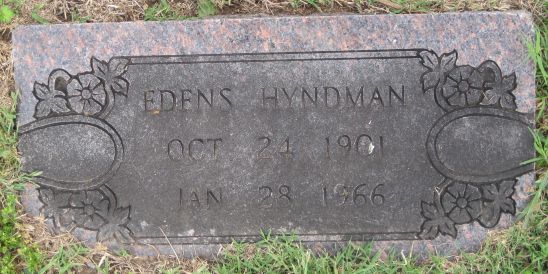 EDENS HYNDMAN
OCT 24 1901
JAN 28 1966